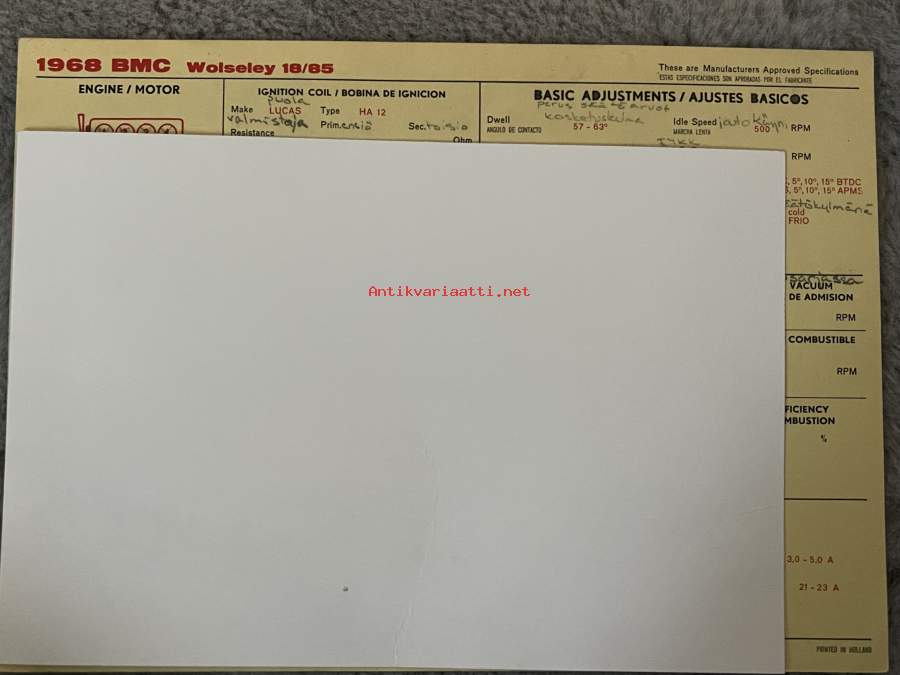 1968 BMC Wolseley 18/85
These are Manufacturers Approved Specifications
ESTAS ESPECIFICACIONES SON APROBADAS POR EL FABRICANTE
ENGINE / MOTOR
IGNITION COIL / BOBINA DE IGNICION
puola
Make LUCAS Type HA 12
valmistaja Prim. ensiö Sec. toisio
Resistance
Ohm
BASIC ADJUSTMENTS / AJUSTES BASICOS
perus säätöarvot
Dwell kosketuskulma Idle Speed joutokäyn.
ANGULO DE CONTACTO 57 - 63° MARCHA LENTA 500 RPM
RPM
5°, 10°, 15° BTDC
5°, 10°, 15° APMS
cold
FRIO
VACUUM
DE ADMISION
RPM
COMBUSTIBLE
RPM
FICIENCY
MBUSTION
%
Antikvariaatti.net
3,0 - 5.0 A
21 - 23 A
PRINTED IN HOLLAND